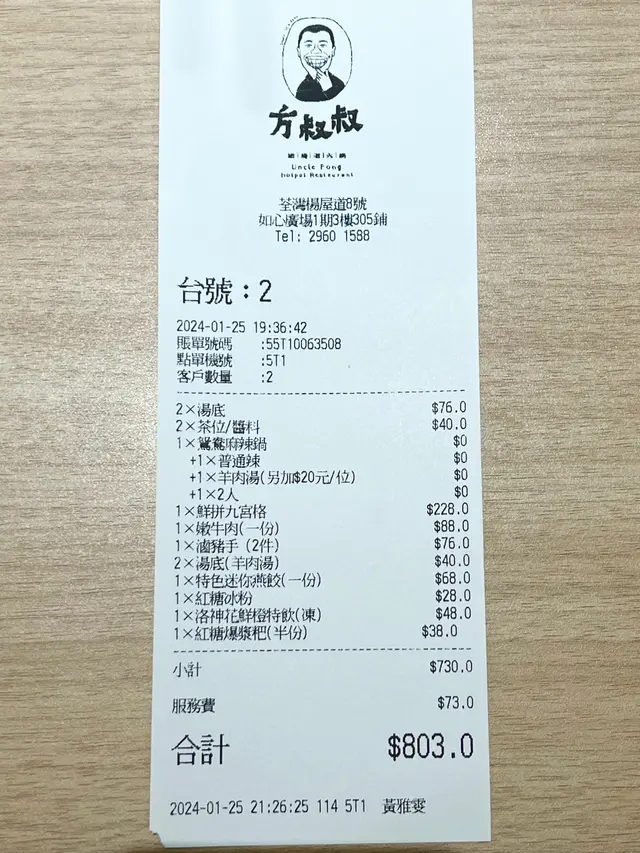 方叔叔
Uncle Fong
Hotpot Restaurant
荃灣楊屋道8號
如心廣場1期3樓305鋪
Tel: 2960 1588
台號：2
2024-01-25 19:36:42
賬單號碼 :55T10063508
點單機號 :5T1
客戶數量 :2
2×湯底 $76.0
2×茶位/醬料 $40.0
1×鴛鴦麻辣鍋 $0
+1×普通辣 $0
+1×羊肉湯(另加$20元/位) $0
+1×2人 $0
1×鮮拼九宮格 $228.0
1×嫩牛肉(一份) $88.0
1×滷豬手 (2件) $76.0
2×湯底(羊肉湯) $40.0
1×特色迷你燕餃(一份) $68.0
1×紅糖冰粉 $28.0
1×洛神花鮮橙特飲(凍) $48.0
1×紅糖爆漿粑(半份) $38.0
小計 $730.0
服務費 $73.0
合計 $803.0
2024-01-25 21:26:25 114 5T1 黃雅雯